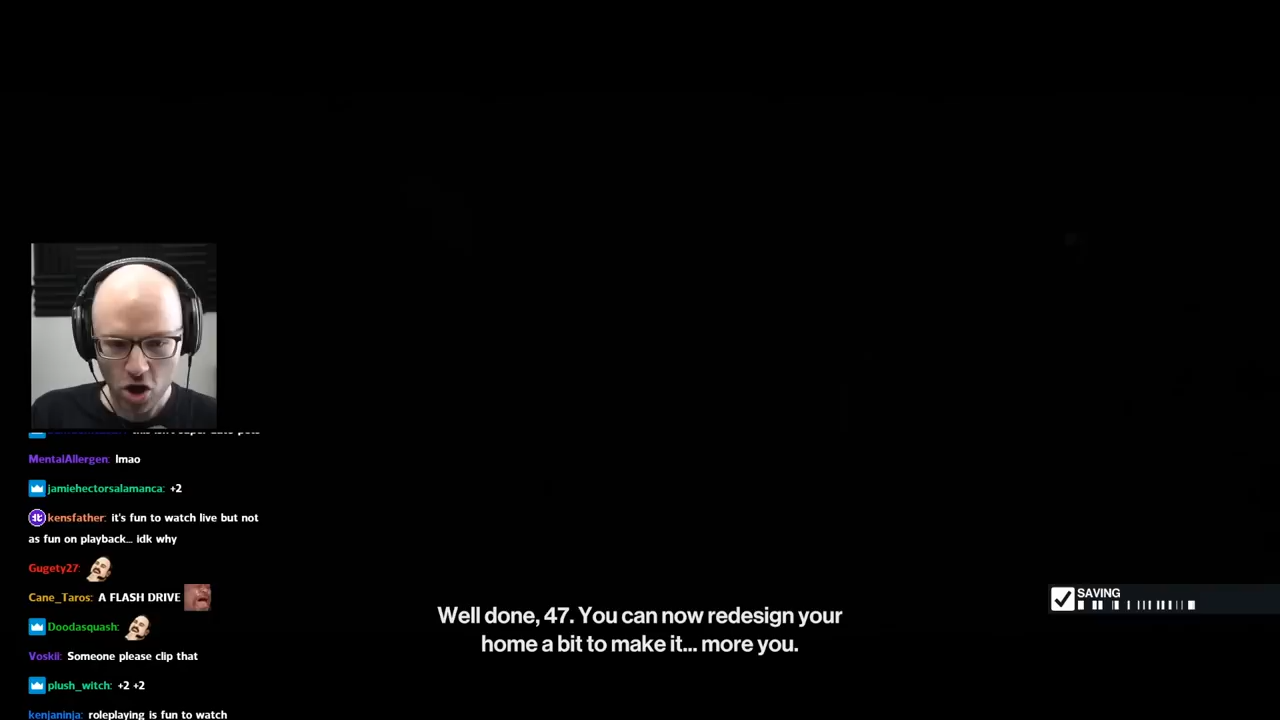 MentalAllergen: lmao
jamiehectorsalamanca: +2
kensfather: it's fun to watch live but not
as fun on playback... idk why
Gugety27:
Cane_Taros: A FLASH DRIVE
Doodasquash:
Voskii: Someone please clip that
plush_witch: +2 +2
kenjaninja: roleplaying is fun to watch
Well done, 47. You can now redesign your
home a bit to make it... more you.
SAVING